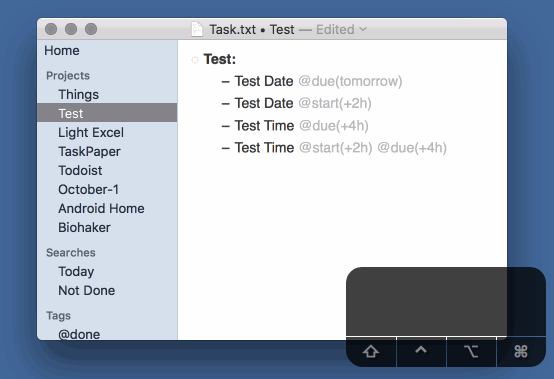 Task.txt • Test — Edited
Home
Projects
Things
Test
Light Excel
TaskPaper
Todoist
October-1
Android Home
Biohaker
Searches
Today
Not Done
Tags
@done
Test:
– Test Date @due(tomorrow)
– Test Date @start(+2h)
– Test Time @due(+4h)
– Test Time @start(+2h) @due(+4h)
⇧ ⌃ ⌥ ⌘